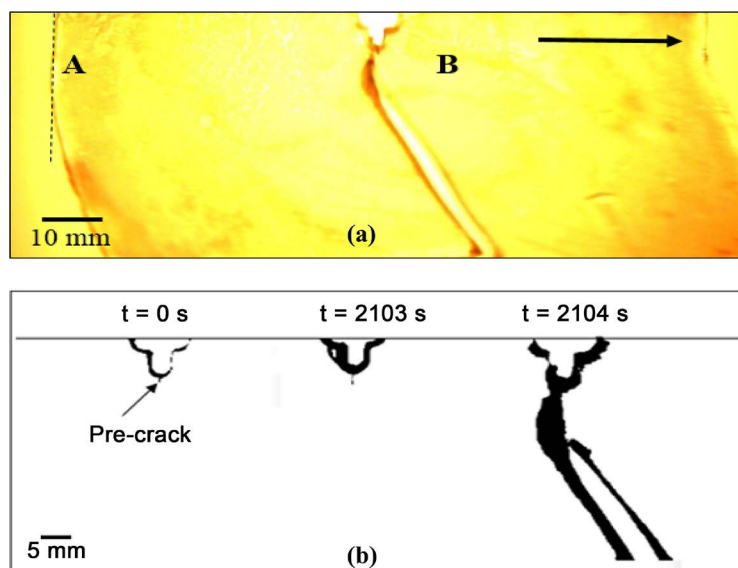 A
B
10 mm
(a)
t = 0 s
t = 2103 s
t = 2104 s
Pre-crack
5 mm
(b)